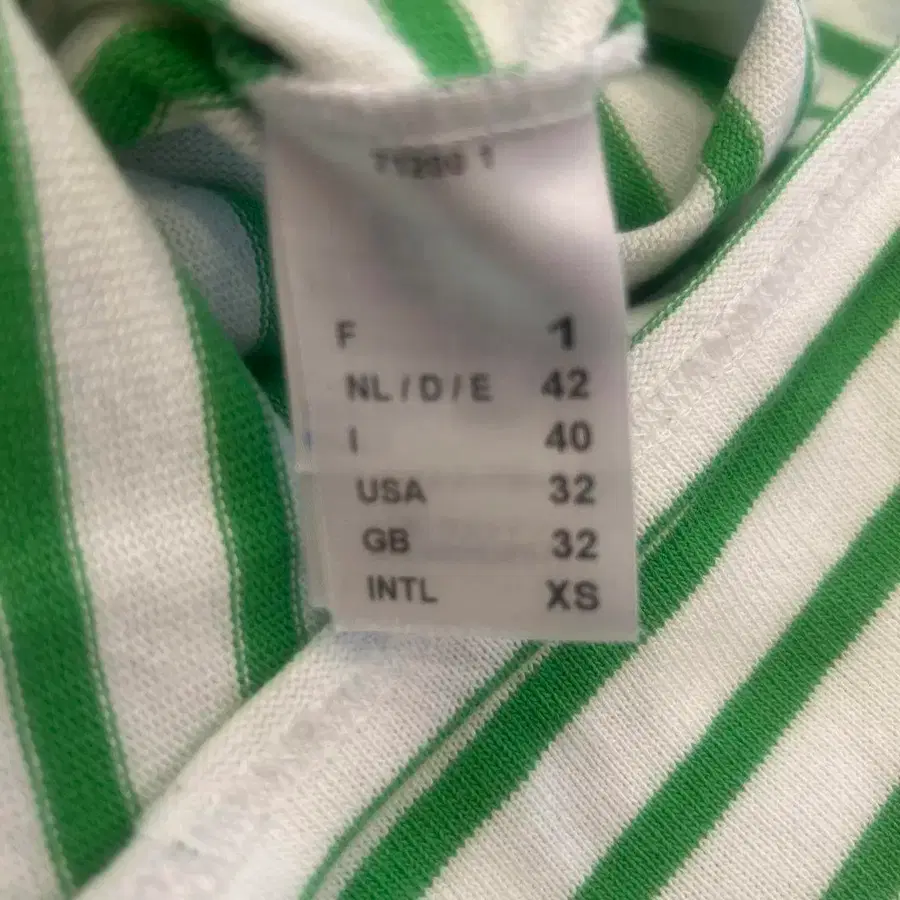 F 1
NL / D / E 42
I 40
USA 32
GB 32
INTL XS